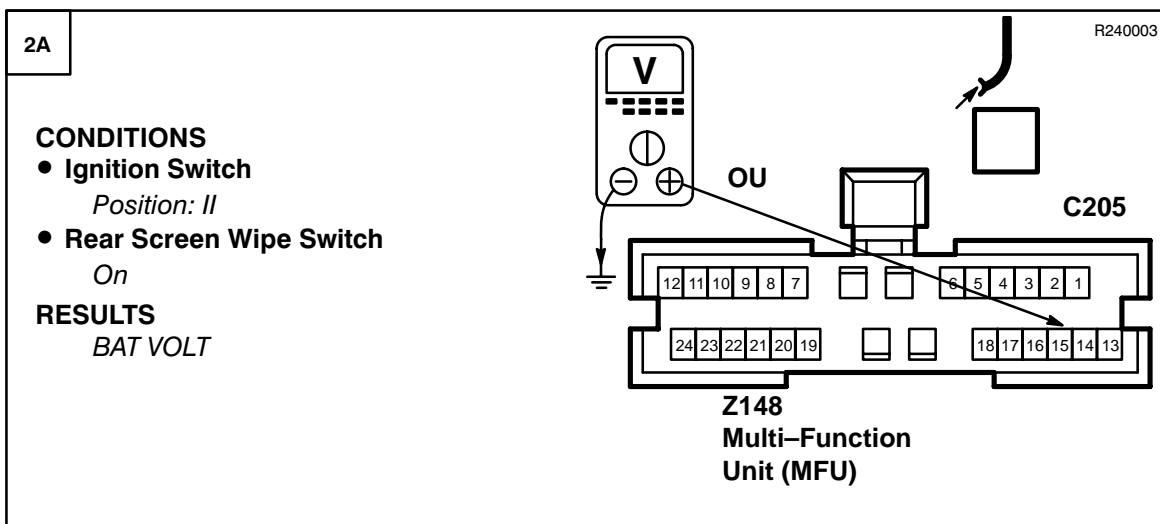 2A
R240003
CONDITIONS
• Ignition Switch
Position: II
• Rear Screen Wipe Switch
On
RESULTS
BAT VOLT
V
OU
C205
12 11 10 9 8 7 6 5 4 3 2 1
24 23 22 21 20 19 18 17 16 15 14 13
Z148
Multi–Function
Unit (MFU)